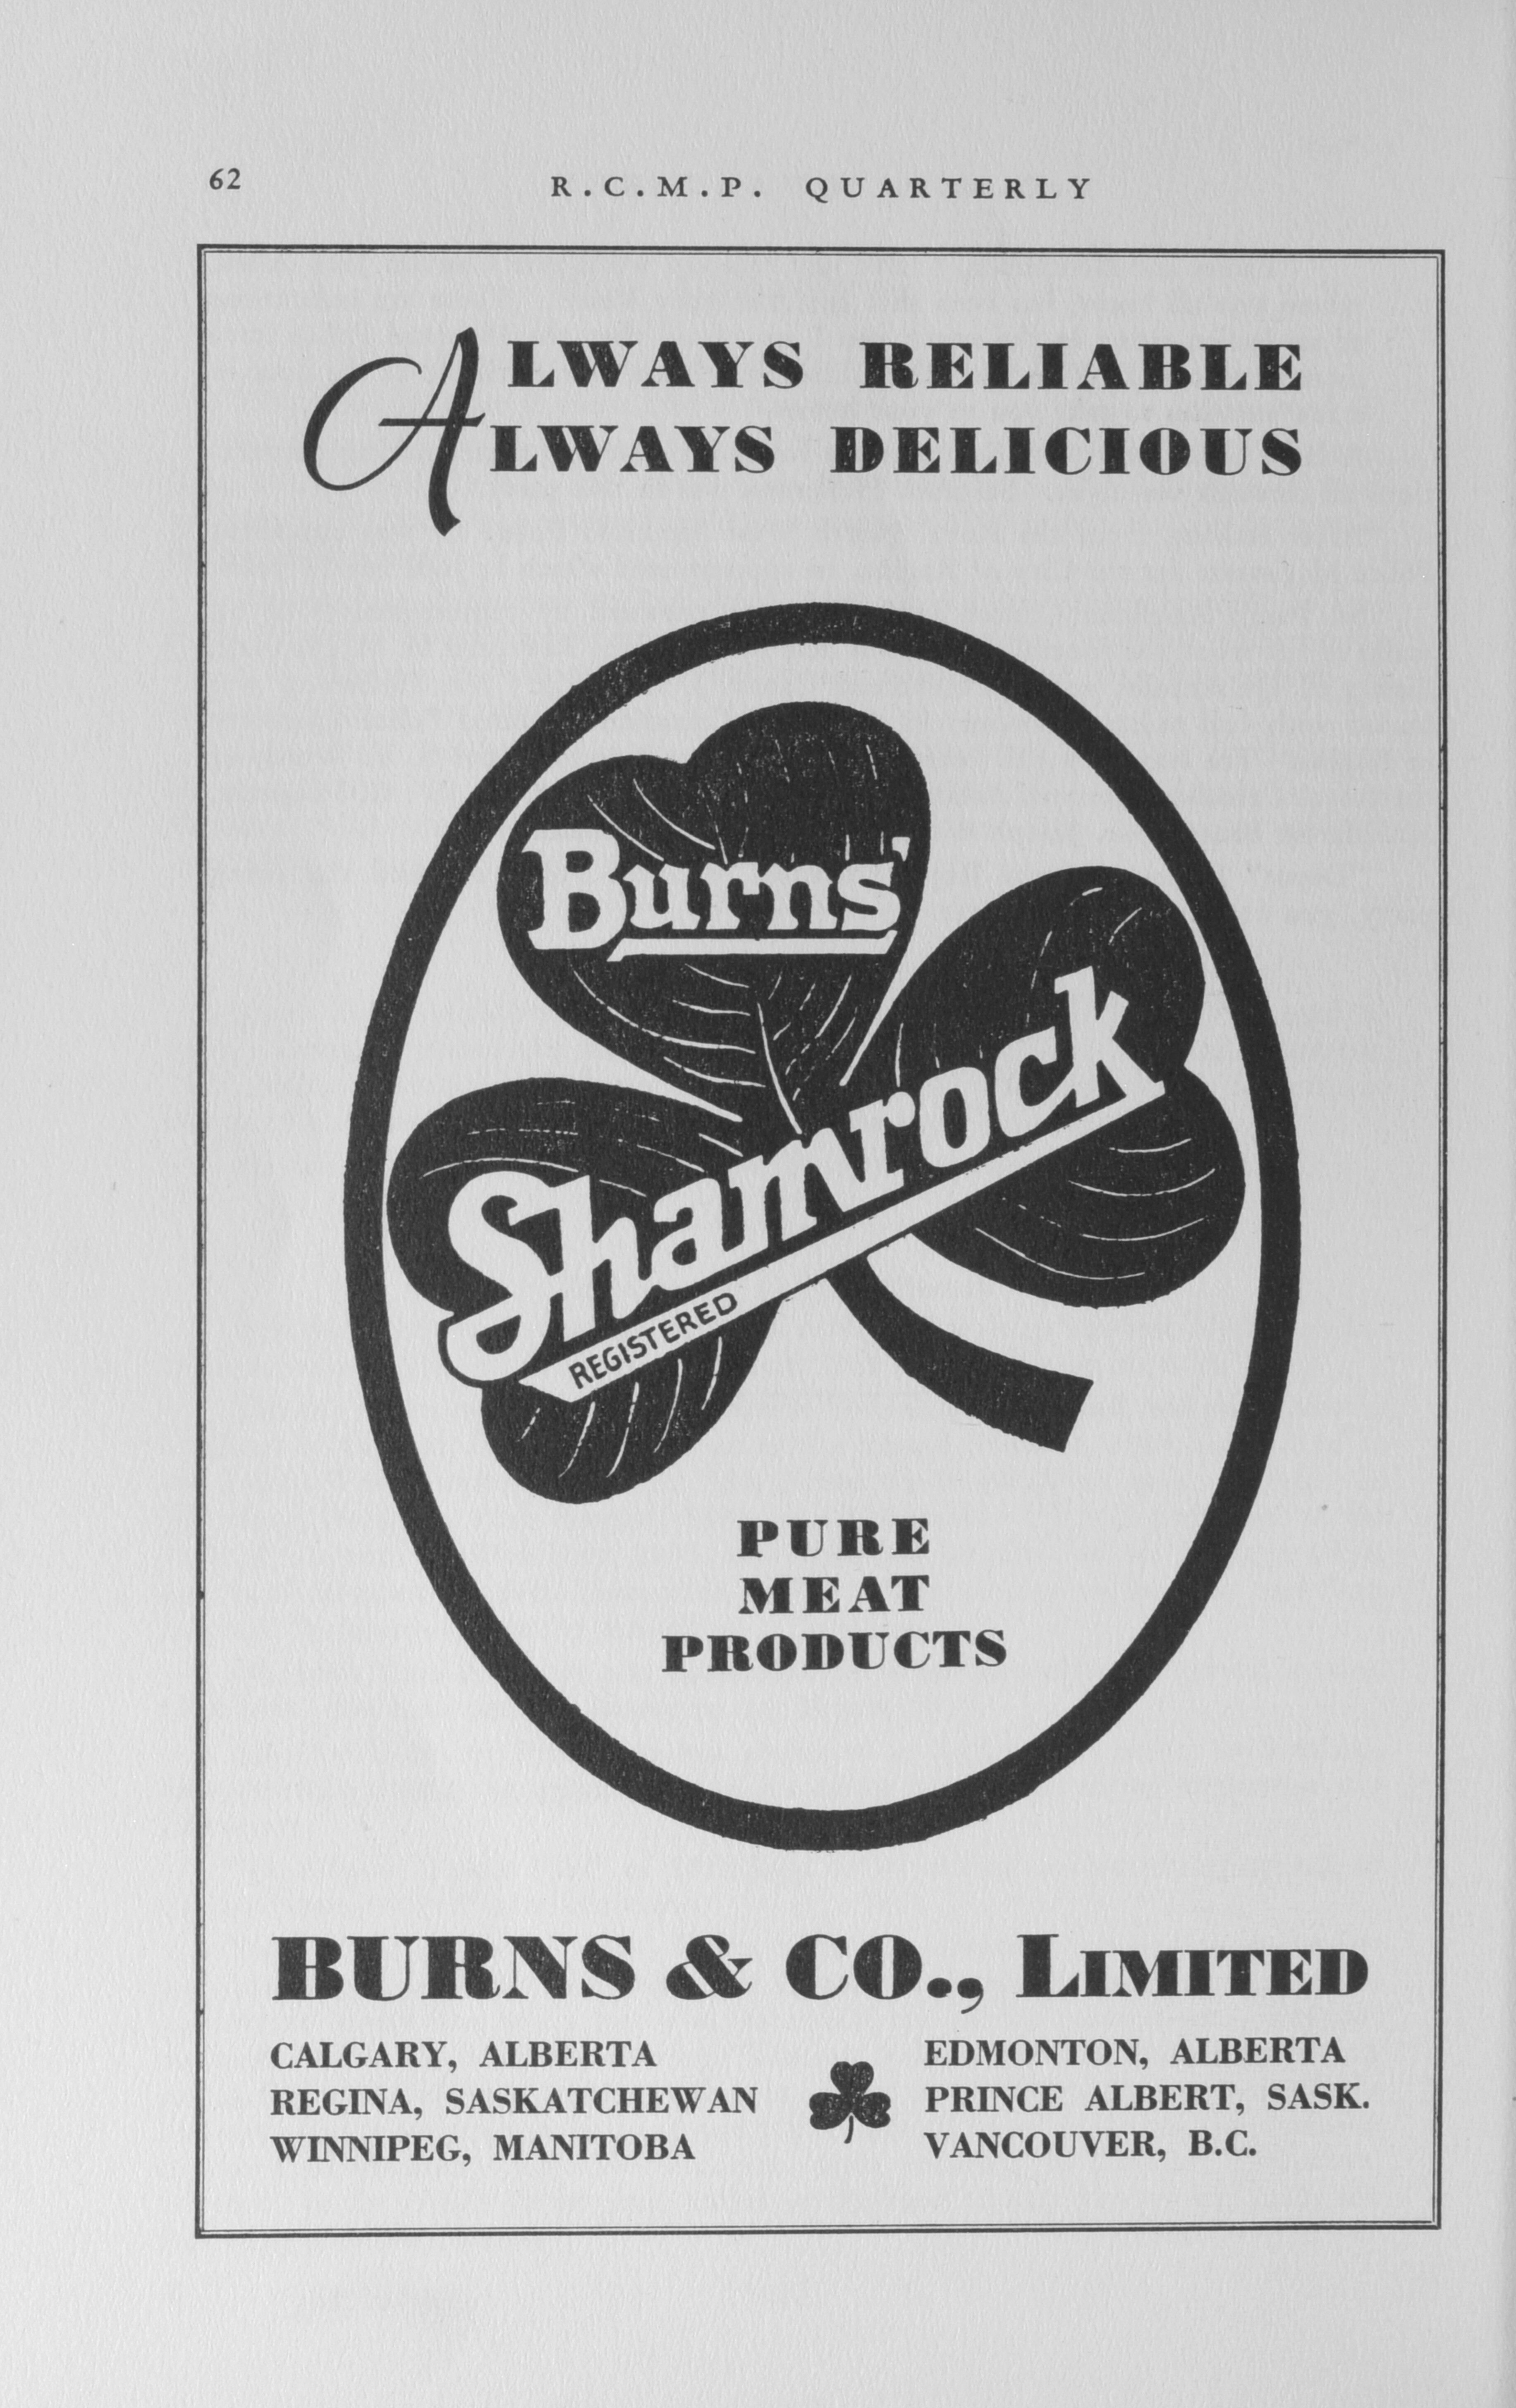 62
R.C.M.P. QUARTERLY
ALWAYS RELIABLE
ALWAYS DELICIOUS
Burns'
Shamrock
REGISTERED
PURE
MEAT
PRODUCTS
BURNS & CO., LIMITED
CALGARY, ALBERTA
REGINA, SASKATCHEWAN
WINNIPEG, MANITOBA
EDMONTON, ALBERTA
PRINCE ALBERT, SASK.
VANCOUVER, B.C.